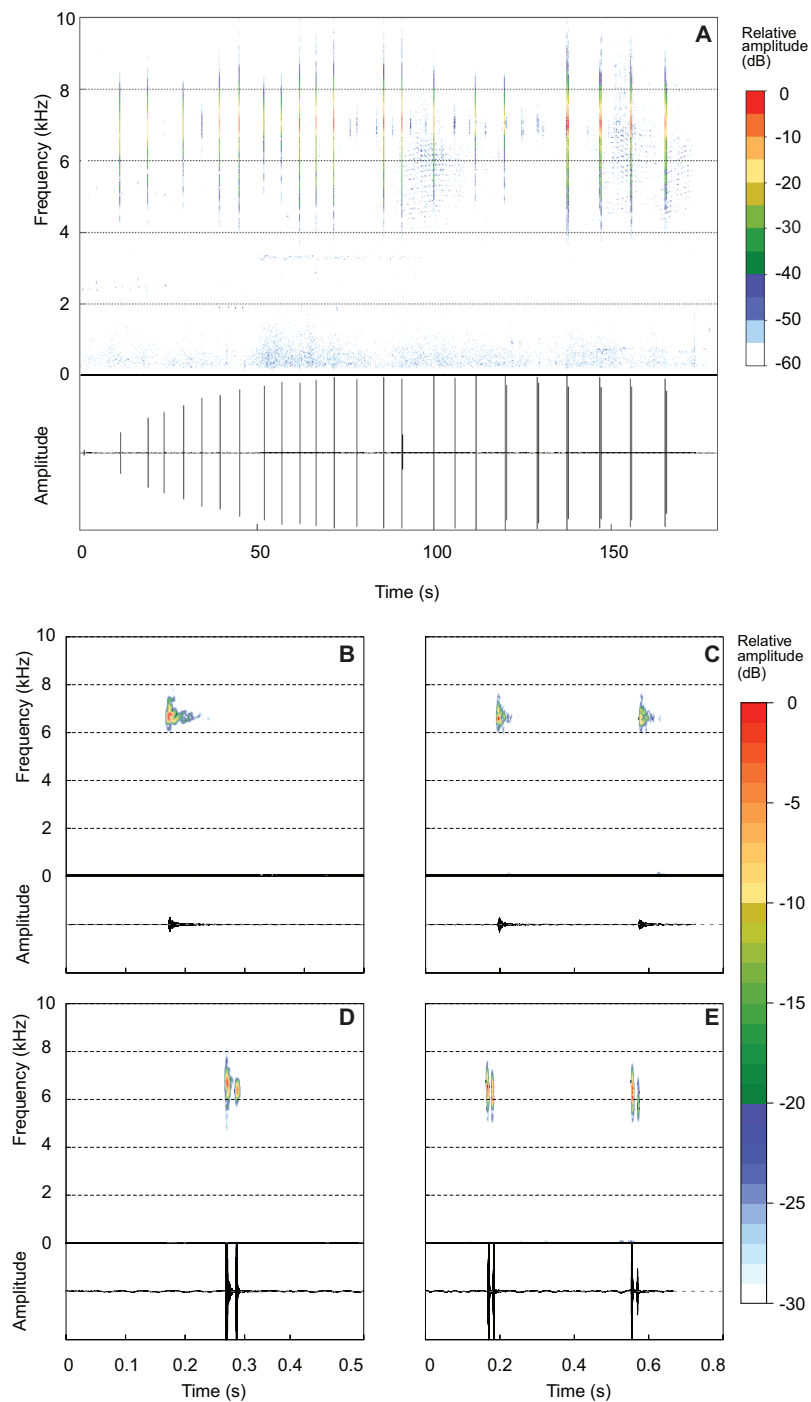 A
Relative
amplitude
(dB)
Frequency (kHz)
10
8
6
4
2
0
0
-10
-20
-30
-40
-50
-60
Amplitude
0
50
100
150
Time (s)
B
Frequency (kHz)
10
8
6
4
2
0
Amplitude
C
Relative
amplitude
(dB)
0
-5
-10
-15
-20
-25
-30
D
Frequency (kHz)
10
8
6
4
2
0
Amplitude
0
0.1
0.2
0.3
0.4
0.5
Time (s)
E
0
0.2
0.4
0.6
0.8
Time (s)